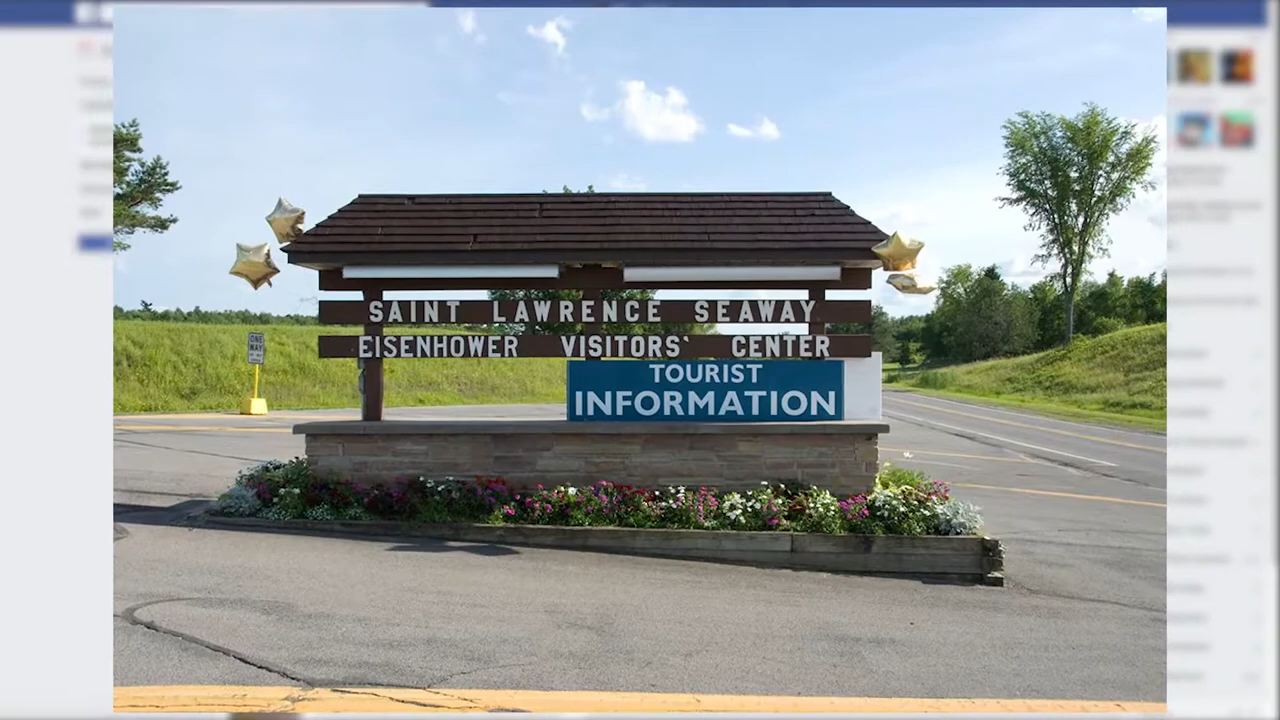 SAINT LAWRENCE SEAWAY
EISENHOWER VISITORS' CENTER
TOURIST
INFORMATION
ONE
WAY